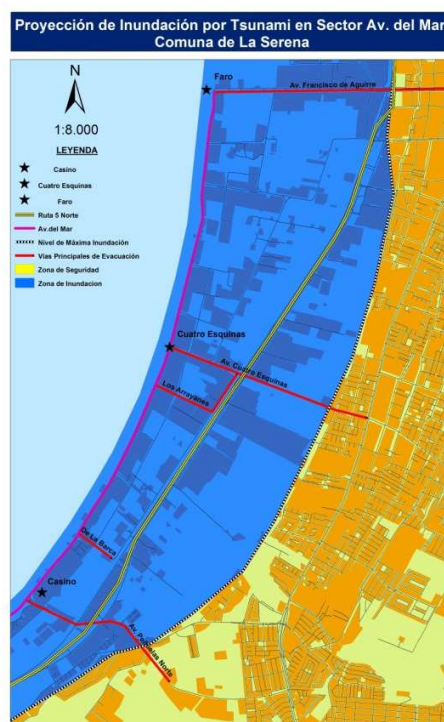 Proyección de Inundación por Tsunami en Sector Av. del Mar
Comuna de La Serena
N
1:8.000
LEYENDA
Casino
Cuatro Esquinas
Faro
Ruta 5 Norte
Av.del Mar
Nivel de Máxima Inundación
Vías Principales de Evacuación
Zona de Seguridad
Zona de Inundacion
Faro
Av. Francisco de Aguirre
Cuatro Esquinas
Av. Cuatro Esquinas
Los Arrayanes
De La Barca
Casino
Av. Peñuelas Norte